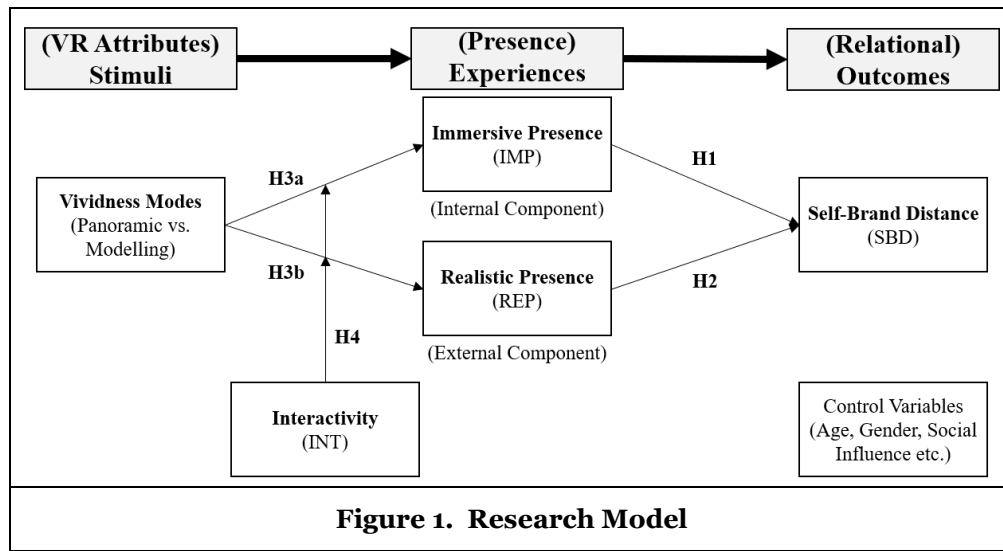 (VR Attributes)
Stimuli
(Presence)
Experiences
(Relational)
Outcomes
Immersive Presence
(IMP)
(Internal Component)
H1
H3a
Vividness Modes
(Panoramic vs.
Modelling)
Self-Brand Distance
(SBD)
H3b
Realistic Presence
(REP)
(External Component)
H2
H4
Interactivity
(INT)
Control Variables
(Age, Gender, Social
Influence etc.)
Figure 1. Research Model